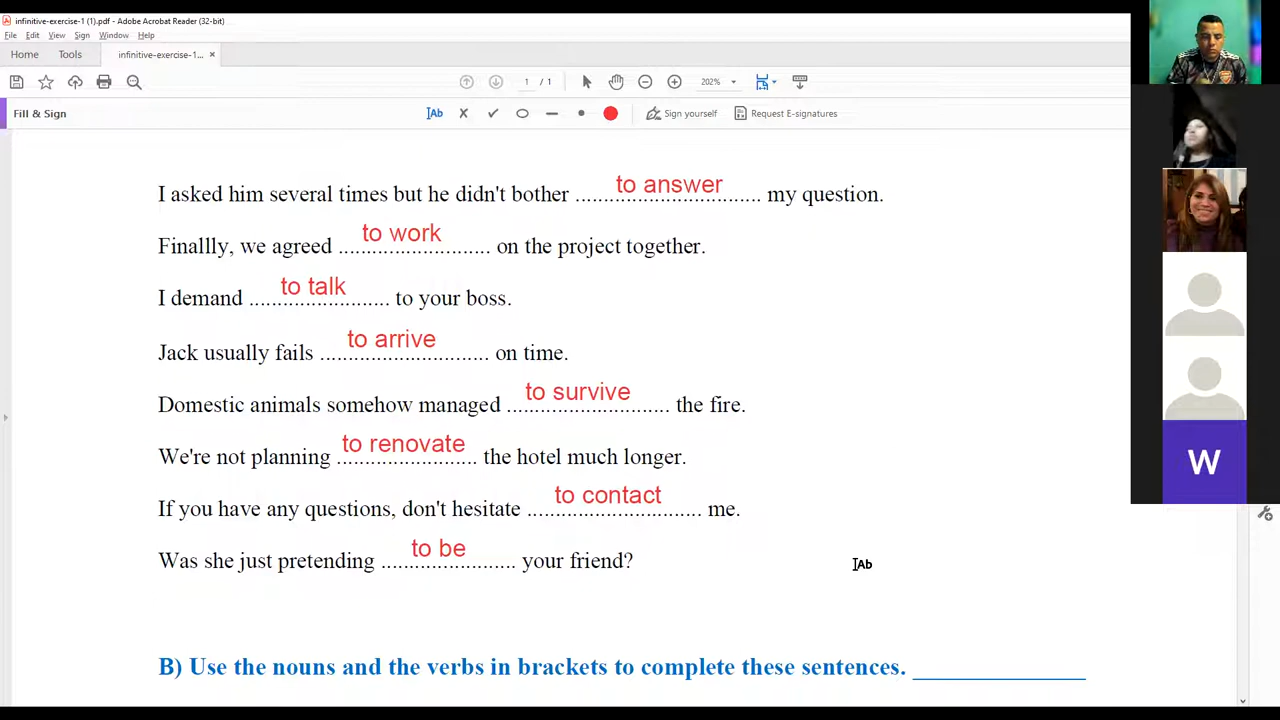 infinitive-exercise-1 (1).pdf - Adobe Acrobat Reader (32-bit)
File Edit View Sign Window Help
Home Tools infinitive-exercise-1... ×
1 / 1 202%
Fill & Sign Ab Sign yourself Request E-signatures
I asked him several times but he didn't bother ................................. to answer my question.
Finallly, we agreed ........................... to work on the project together.
I demand ......................... to talk to your boss.
Jack usually fails .............................. to arrive on time.
Domestic animals somehow managed ............................. to survive the fire.
We're not planning ......................... to renovate the hotel much longer.
If you have any questions, don't hesitate ............................... to contact me.
Was she just pretending ........................ to be your friend?
Ab
B) Use the nouns and the verbs in brackets to complete these sentences. _______________
W